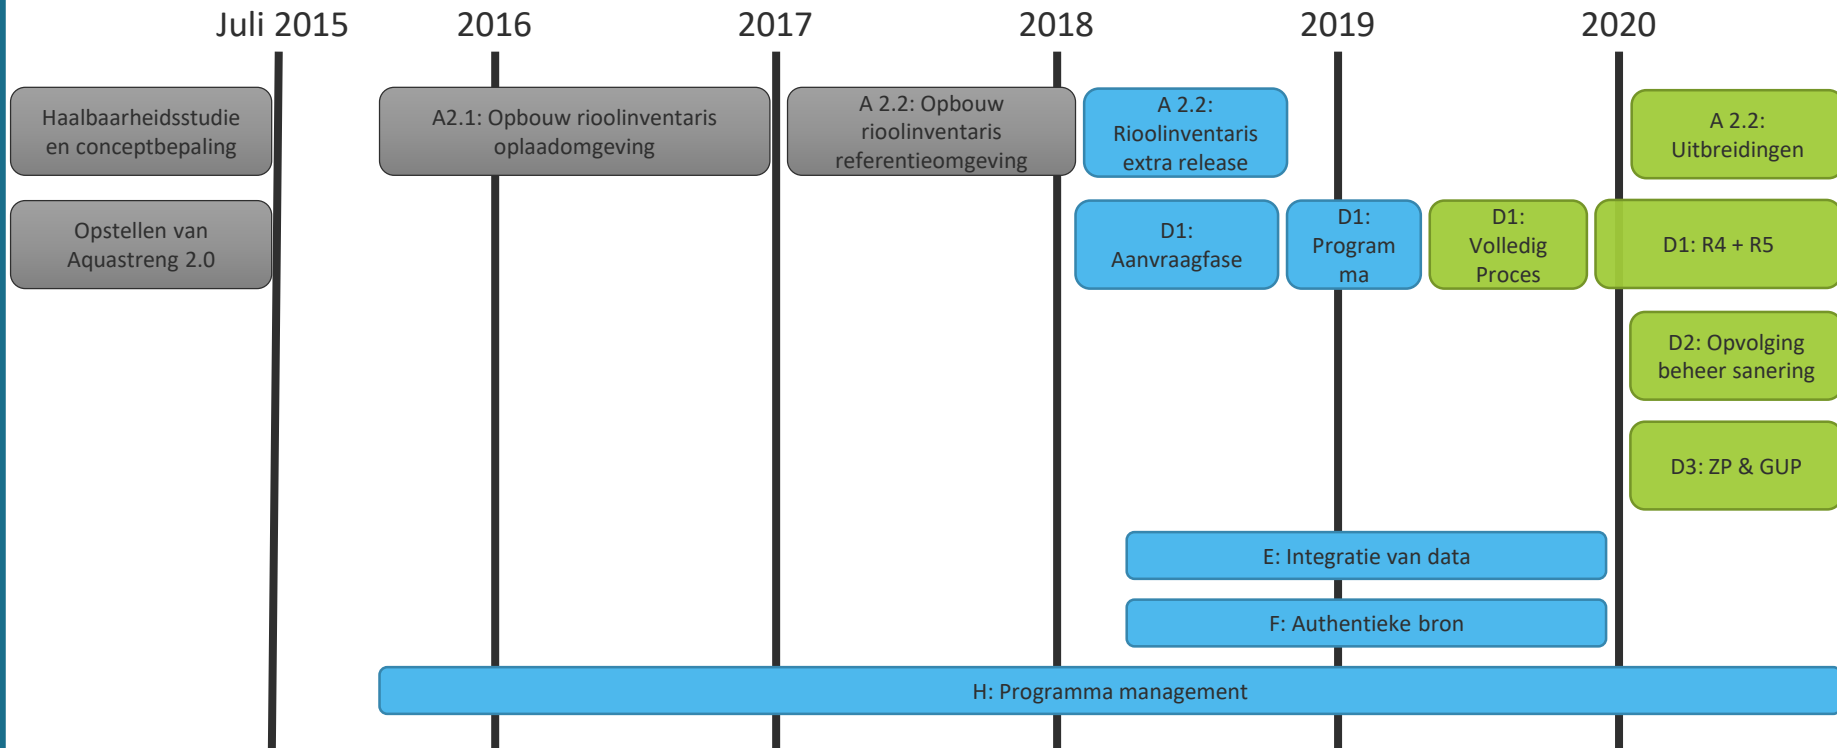 Juli 2015
2016
2017
2018
2019
2020
Haalbaarheidsstudie
en conceptbepaling
A2.1: Opbouw rioolinventaris
oplaadomgeving
A 2.2: Opbouw
rioolinventaris
referentieomgeving
A 2.2:
Rioolinventaris
extra release
A 2.2:
Uitbreidingen
Opstellen van
Aquastreng 2.0
D1:
Aanvraagfase
D1:
Program
ma
D1:
Volledig
Proces
D1: R4 + R5
D2: Opvolging
beheer sanering
D3: ZP & GUP
E: Integratie van data
F: Authentieke bron
H: Programma management